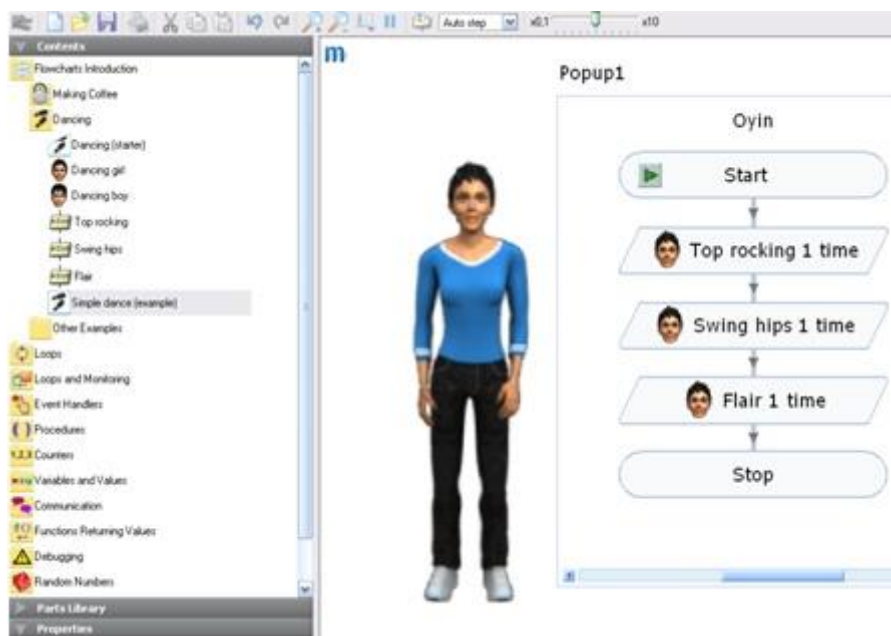 Auto step
x0.1
x10
Contents
Flowcharts Introduction
Making Coffee
Dancing
Dancing (starter)
Dancing girl
Dancing boy
Top rocking
Swing hips
Flair
Simple dance (example)
Other Examples
Loops
Loops and Monitoring
Event Handlers
Procedures
Counters
Variables and Values
Communication
Functions Returning Values
Debugging
Random Numbers
Parts Library
Properties
m
Popup1
Oyin
Start
Top rocking 1 time
Swing hips 1 time
Flair 1 time
Stop